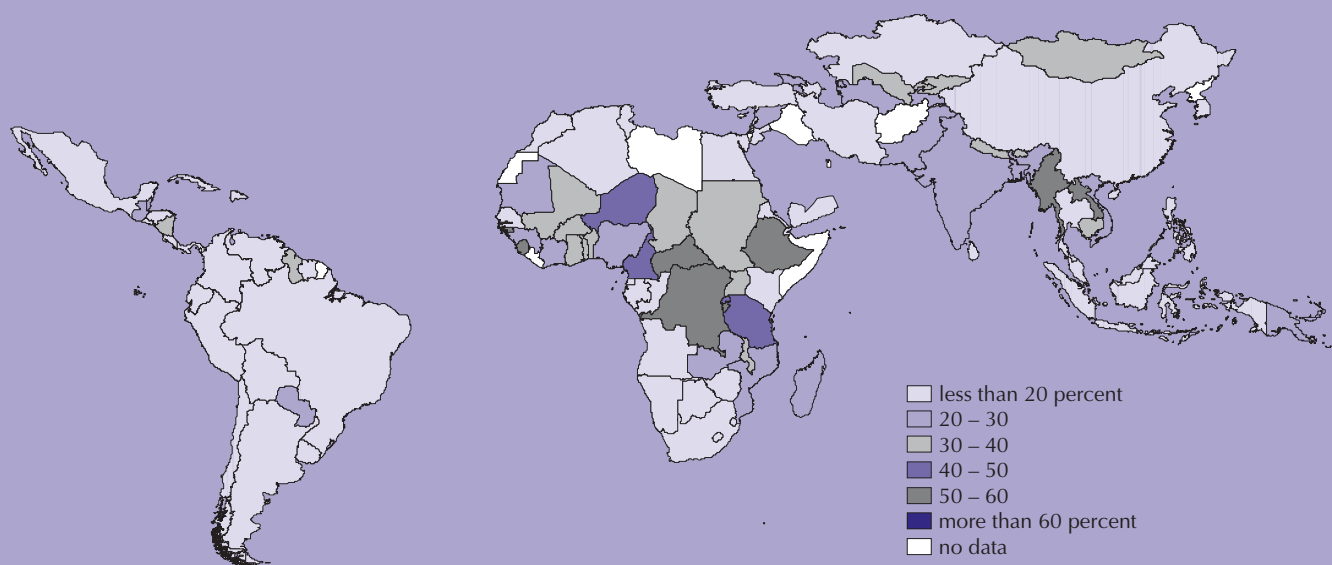 less than 20 percent
20 – 30
30 – 40
40 – 50
50 – 60
more than 60 percent
no data